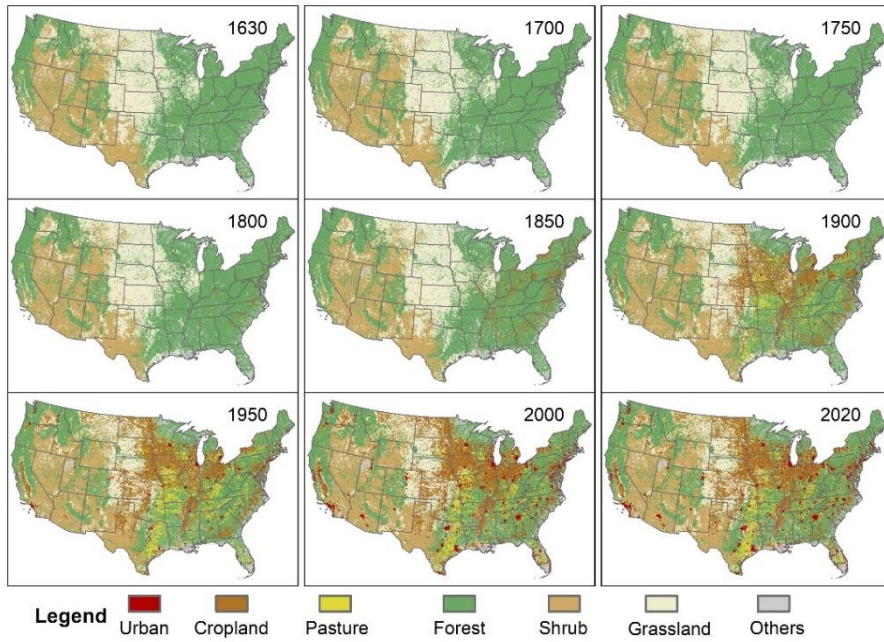 1630
1700
1750
1800
1850
1900
1950
2000
2020
Legend
Urban
Cropland
Pasture
Forest
Shrub
Grassland
Others